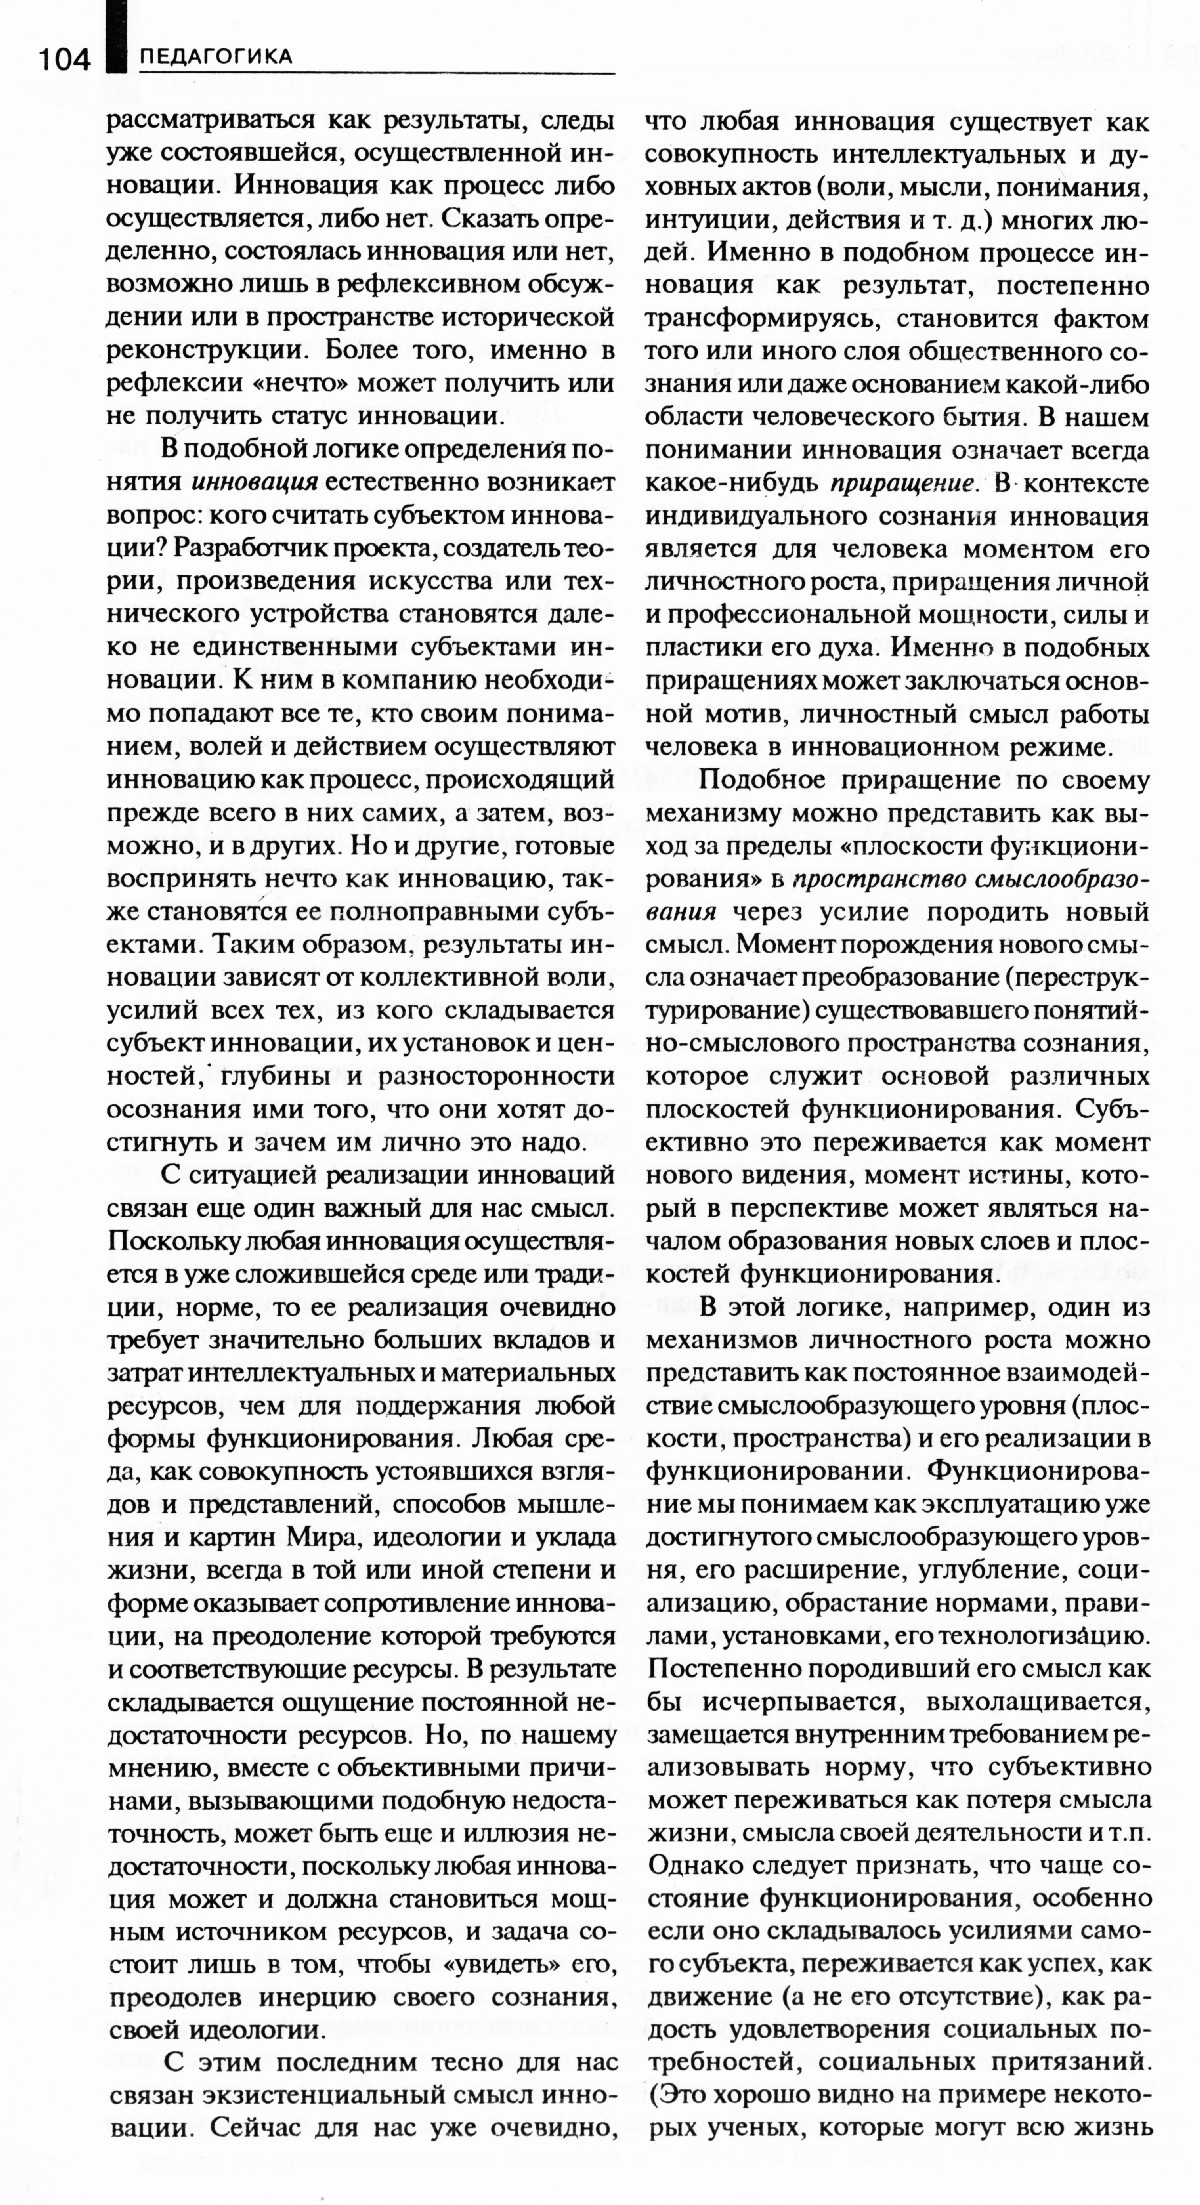 104
ПЕДАГОГИКА
рассматриваться как результаты, следы
уже состоявшейся, осуществленной ин-
новации. Инновация как процесс либо
осуществляется, либо нет. Сказать опре-
деленно, состоялась инновация или нет,
возможно лишь в рефлексивном обсуж-
дении или в пространстве исторической
реконструкции. Более того, именно в
рефлексии «нечто» может получить или
не получить статус инновации.
В подобной логике определения по-
нятия инновация естественно возникает
вопрос: кого считать субъектом иннова-
ции? Разработчик проекта, создатель тео-
рии, произведения искусства или тех-
нического устройства становятся дале-
ко не единственными субъектами ин-
новации. К ним в компанию необходи-
мо попадают все те, кто своим понима-
нием, волей и действием осуществляют
инновацию как процесс, происходящий
прежде всего в них самих, а затем, воз-
можно, и в других. Но и другие, готовые
воспринять нечто как инновацию, так-
же становятся ее полноправными субъ-
ектами. Таким образом, результаты ин-
новации зависят от коллективной воли,
усилий всех тех, из кого складывается
субъект инновации, их установок и цен-
ностей, глубины и разносторонности
осознания ими того, что они хотят до-
стигнуть и зачем им лично это надо.
С ситуацией реализации инноваций
связан еще один важный для нас смысл.
Поскольку любая инновация осуществля-
ется в уже сложившейся среде или тради-
ции, норме, то ее реализация очевидно
требует значительно больших вкладов и
затрат интеллектуальных и материальных
ресурсов, чем для поддержания любой
формы функционирования. Любая сре-
да, как совокупность устоявшихся взгля-
дов и представлений, способов мышле-
ния и картин Мира, идеологии и уклада
жизни, всегда в той или иной степени и
форме оказывает сопротивление иннова-
ции, на преодоление которой требуются
и соответствующие ресурсы. В результате
складывается ощущение постоянной не-
достаточности ресурсов. Но, по нашему
мнению, вместе с объективными причи-
нами, вызывающими подобную недоста-
точность, может быть еще и иллюзия не-
достаточности, поскольку любая иннова-
ция может и должна становиться мощ-
ным источником ресурсов, и задача со-
стоит лишь в том, чтобы «увидеть» его,
преодолев инерцию своего сознания,
своей идеологии.
С этим последним тесно для нас
связан экзистенциальный смысл инно-
вации. Сейчас для нас уже очевидно,
что любая инновация существует как
совокупность интеллектуальных и ду-
ховных актов (воли, мысли, понимания,
интуиции, действия и т. д.) многих лю-
дей. Именно в подобном процессе ин-
новация как результат, постепенно
трансформируясь, становится фактом
того или иного слоя общественного со-
знания или даже основанием какой-либо
области человеческого бытия. В нашем
понимании инновация означает всегда
какое-нибудь приращение. В контексте
индивидуального сознания инновация
является для человека моментом его
личностного роста, приращения личной
и профессиональной мощности, силы и
пластики его духа. Именно в подобных
приращениях может заключаться основ-
ной мотив, личностный смысл работы
человека в инновационном режиме.
Подобное приращение по своему
механизму можно представить как вы-
ход за пределы «плоскости функциони-
рования» в пространство смыслообразо-
вания через усилие породить новый
смысл. Момент порождения нового смы-
сла означает преобразование (переструк-
турирование) существовавшего понятий-
но-смыслового пространства сознания,
которое служит основой различных
плоскостей функционирования. Субъ-
ективно это переживается как момент
нового видения, момент истины, кото-
рый в перспективе может являться на-
чалом образования новых слоев и плос-
костей функционирования.
В этой логике, например, один из
механизмов личностного роста можно
представить как постоянное взаимодей-
ствие смыслообразующего уровня (плос-
кости, пространства) и его реализации в
функционировании. Функционирова-
ние мы понимаем как эксплуатацию уже
достигнутого смыслообразующего уров-
ня, его расширение, углубление, соци-
ализацию, обрастание нормами, прави-
лами, установками, его технологизацию.
Постепенно породивший его смысл как
бы исчерпывается, выхолащивается,
замещается внутренним требованием ре-
ализовывать норму, что субъективно
может переживаться как потеря смысла
жизни, смысла своей деятельности и т.п.
Однако следует признать, что чаще со-
стояние функционирования, особенно
если оно складывалось усилиями само-
го субъекта, переживается как успех, как
движение (а не его отсутствие), как ра-
дость удовлетворения социальных по-
требностей, социальных притязаний.
(Это хорошо видно на примере некото-
рых ученых, которые могут всю жизнь